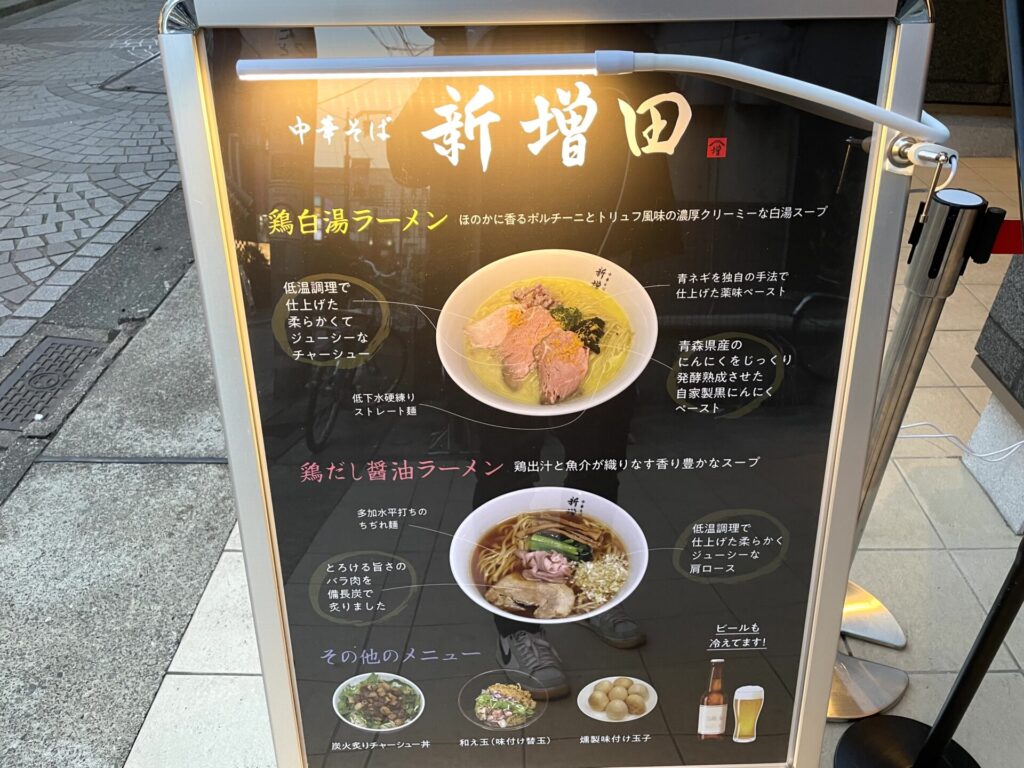 中華そば 新増田
増
鶏白湯ラーメン ほのかに香るポルチーニとトリュフ風味の濃厚クリーミーな白湯スープ
低温調理で
仕上げた
柔らかくて
ジューシーな
チャーシュー
青ネギを独自の手法で
仕上げた薬味ペースト
青森県産の
にんにくをじっくり
発酵熟成させた
自家製黒にんにく
ペースト
低下水硬練り
ストレート麺
鶏だし醤油ラーメン 鶏出汁と魚介が織りなす香り豊かなスープ
多加水平打ちの
ちぢれ麺
低温調理で
仕上げた柔らかく
ジューシーな
肩ロース
とろける旨さの
バラ肉を
備長炭で
炙りました
その他のメニュー
ビールも
冷えてます!
炭火炙りチャーシュー丼
和え玉(味付け替玉)
燻製味付け玉子